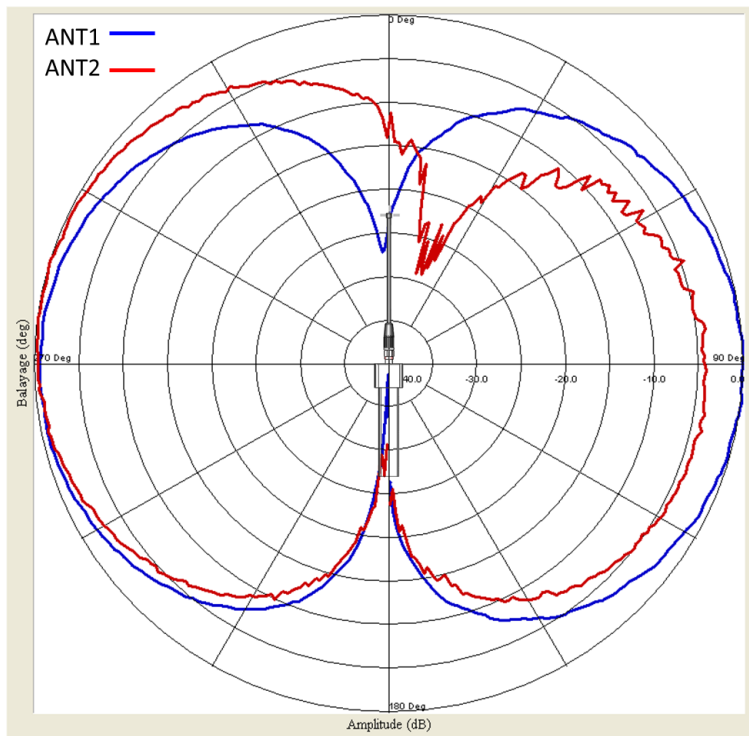 ANT1
ANT2
0 Deg
Balayage (deg)
270 Deg
90 Deg
40.0
-30.0
-20.0
-10.0
0.0
180 Deg
Amplitude (dB)